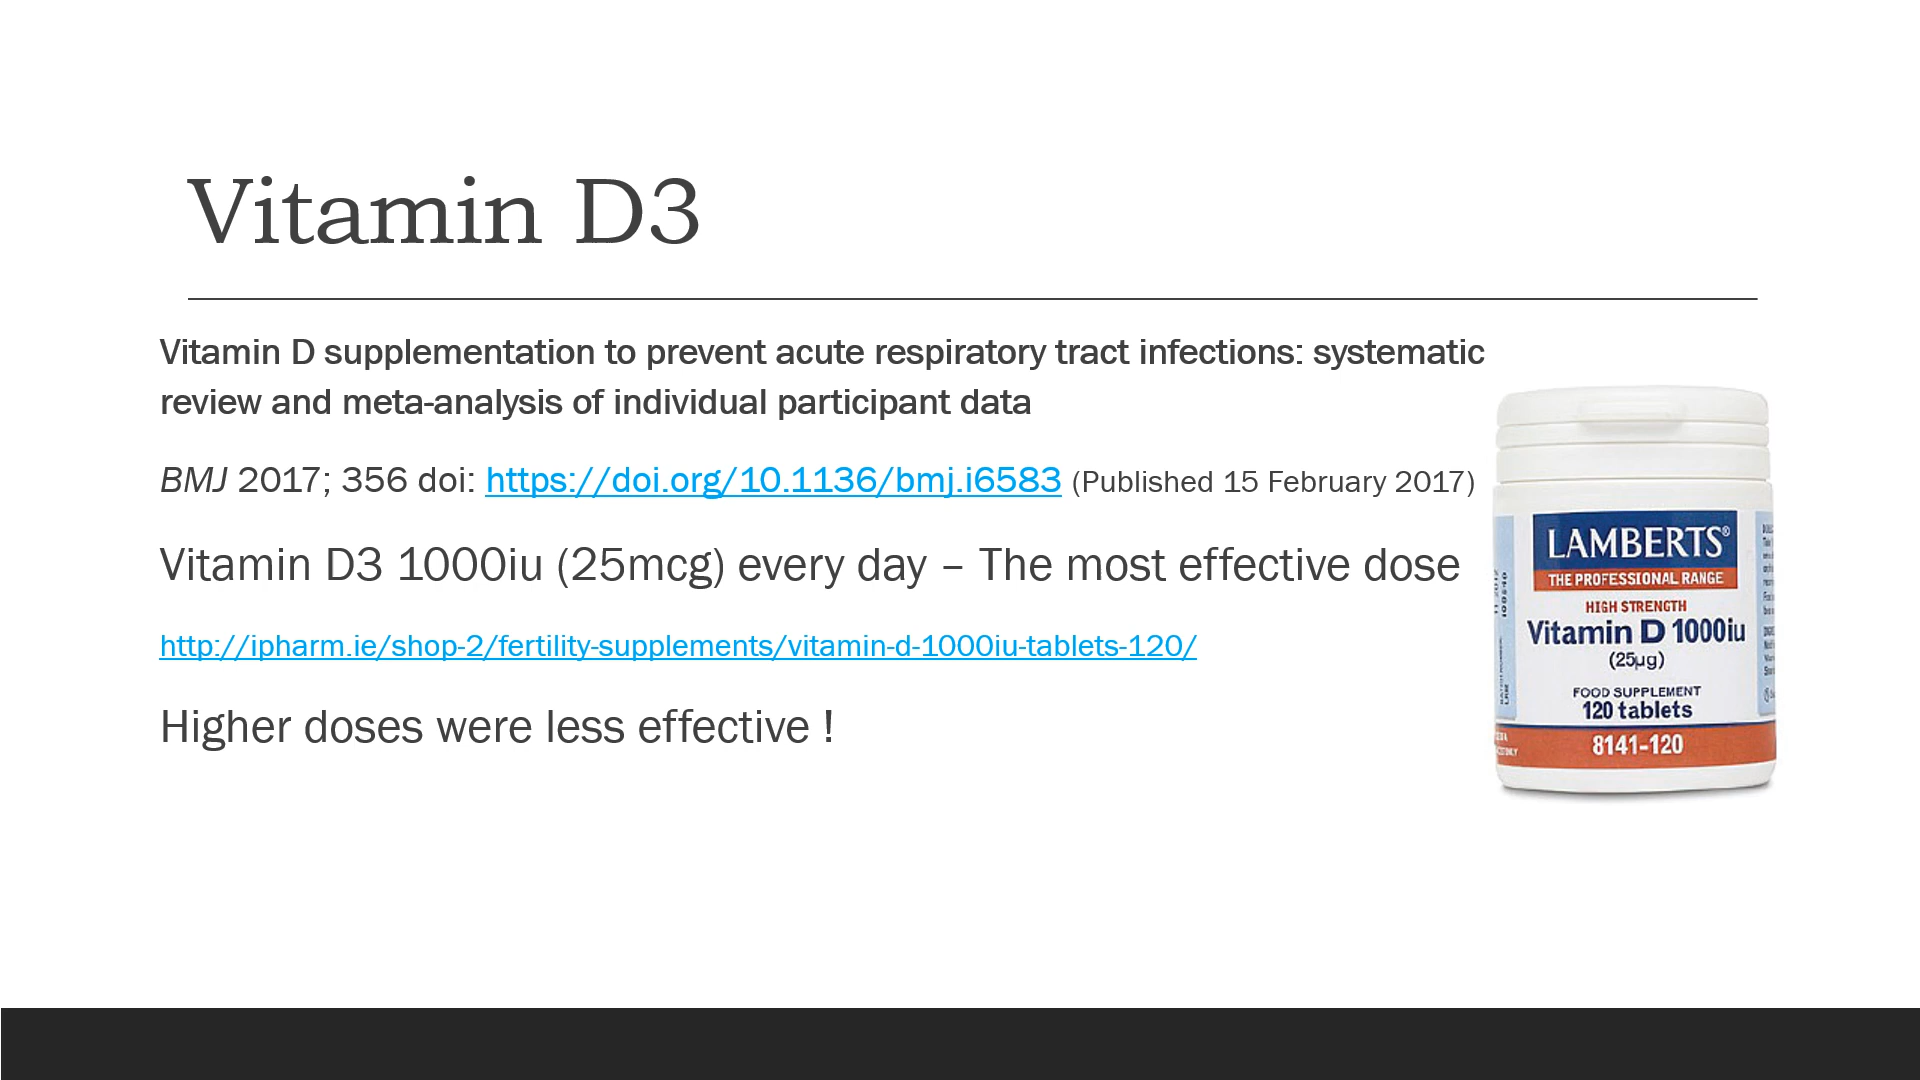 Vitamin D3
Vitamin D supplementation to prevent acute respiratory tract infections: systematic
review and meta-analysis of individual participant data
BMJ 2017; 356 doi: https://doi.org/10.1136/bmj.i6583 (Published 15 February 2017)
Vitamin D3 1000iu (25mcg) every day – The most effective dose
http://ipharm.ie/shop-2/fertility-supplements/vitamin-d-1000iu-tablets-120/
Higher doses were less effective !
LAMBERTS®
THE PROFESSIONAL RANGE
HIGH STRENGTH
Vitamin D 1000iu
(25µg)
FOOD SUPPLEMENT
120 tablets
8141-120